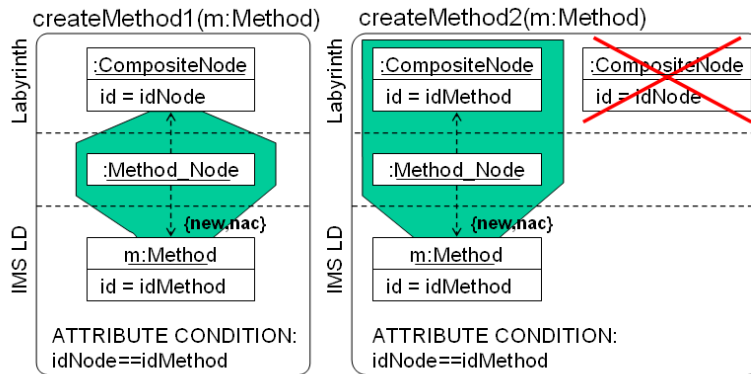 createMethod1(m:Method)
Labyrinth
:CompositeNode
id = idNode
:Method_Node
{new,nac}
IMS LD
m:Method
id = idMethod
ATTRIBUTE CONDITION:
idNode==idMethod
createMethod2(m:Method)
Labyrinth
:CompositeNode
id = idMethod
:CompositeNode
id = idNode
:Method_Node
{new,nac}
IMS LD
m:Method
id = idMethod
ATTRIBUTE CONDITION:
idNode==idMethod